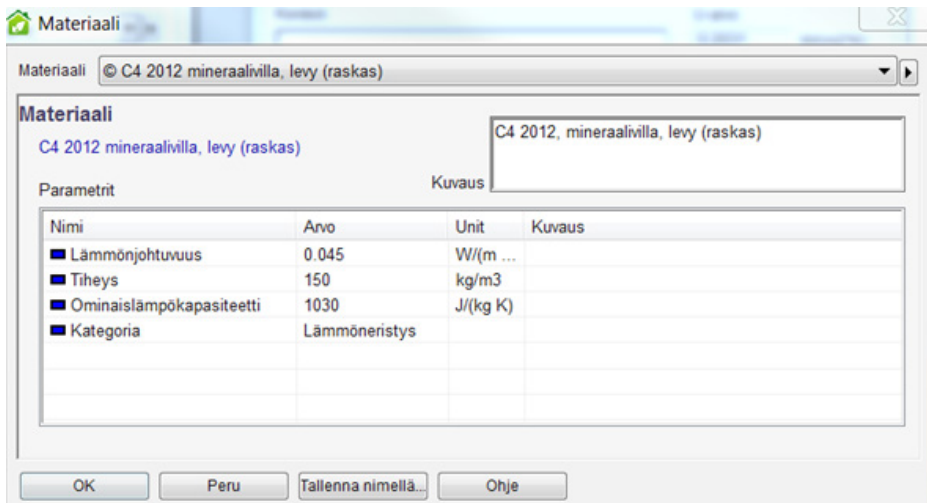 Materiaali
Materiaali © C4 2012 mineraalivilla, levy (raskas)
Materiaali
C4 2012 mineraalivilla, levy (raskas)
Kuvaus C4 2012, mineraalivilla, levy (raskas)
Parametrit
Nimi Arvo Unit Kuvaus
Lämmönjohtuvuus 0.045 W/(m ...
Tiheys 150 kg/m3
Ominaislämpökapasiteetti 1030 J/(kg K)
Kategoria Lämmöneristys
OK Peru Tallenna nimellä... Ohje